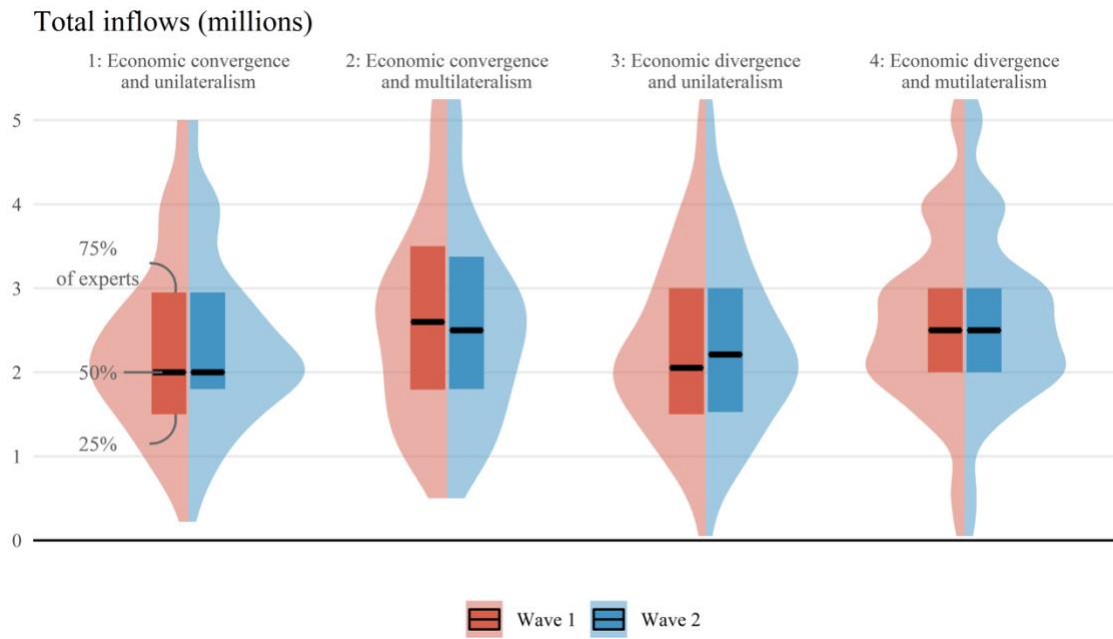 Total inflows (millions)
1: Economic convergence
and unilateralism
2: Economic convergence
and multilateralism
3: Economic divergence
and unilateralism
4: Economic divergence
and mutilateralism
5
4
3
2
1
0
75%
of experts
50%
25%
Wave 1
Wave 2